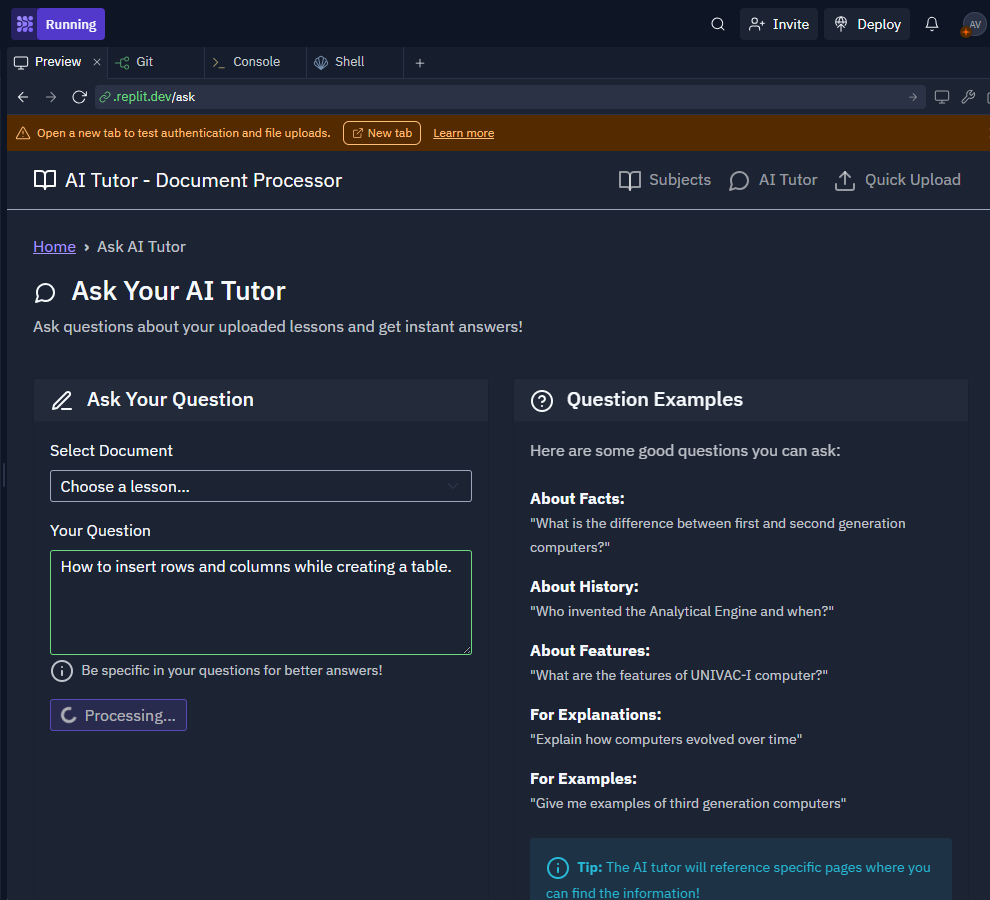 Running
Invite
Deploy
AV
Preview
Git
Console
Shell
.replit.dev/ask
Open a new tab to test authentication and file uploads.
New tab
Learn more
AI Tutor - Document Processor
Subjects
AI Tutor
Quick Upload
Home › Ask AI Tutor
Ask Your AI Tutor
Ask questions about your uploaded lessons and get instant answers!
Ask Your Question
Select Document
Choose a lesson...
Your Question
How to insert rows and columns while creating a table.
Be specific in your questions for better answers!
Processing...
Question Examples
Here are some good questions you can ask:
About Facts:
"What is the difference between first and second generation
computers?"
About History:
"Who invented the Analytical Engine and when?"
About Features:
"What are the features of UNIVAC-I computer?"
For Explanations:
"Explain how computers evolved over time"
For Examples:
"Give me examples of third generation computers"
Tip: The AI tutor will reference specific pages where you
can find the information!